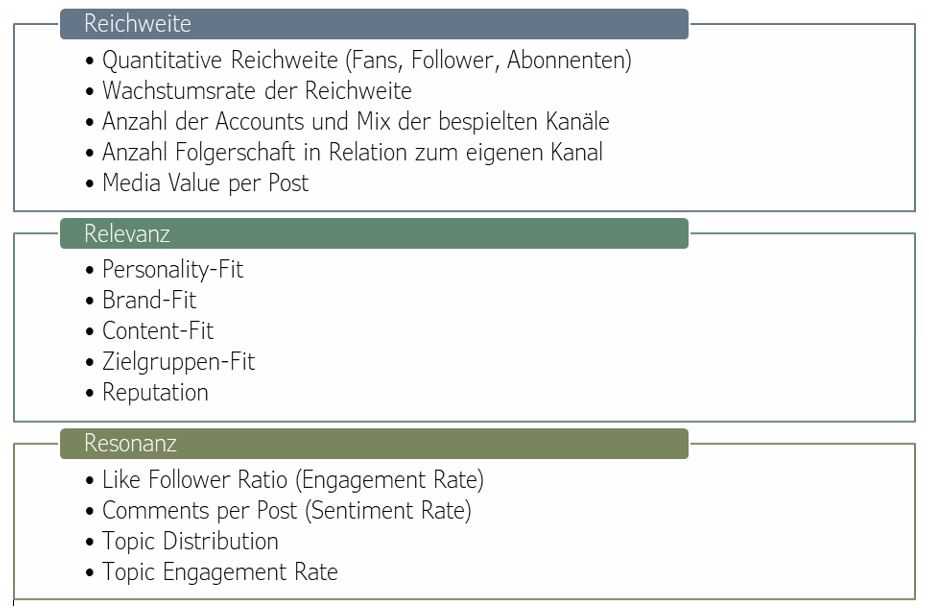 Reichweite
• Quantitative Reichweite (Fans, Follower, Abonnenten)
• Wachstumsrate der Reichweite
• Anzahl der Accounts und Mix der bespielten Kanäle
• Anzahl Folgerschaft in Relation zum eigenen Kanal
• Media Value per Post
Relevanz
• Personality-Fit
• Brand-Fit
• Content-Fit
• Zielgruppen-Fit
• Reputation
Resonanz
• Like Follower Ratio (Engagement Rate)
• Comments per Post (Sentiment Rate)
• Topic Distribution
• Topic Engagement Rate